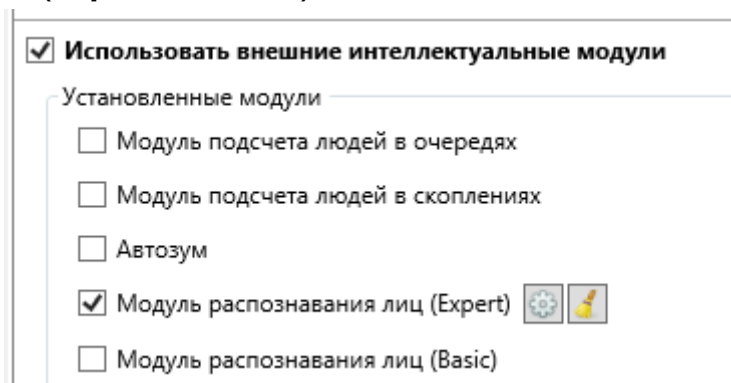 Использовать внешние интеллектуальные модули
Установленные модули
Модуль подсчета людей в очередях
Модуль подсчета людей в скоплениях
Автозум
Модуль распознавания лиц (Expert)
Модуль распознавания лиц (Basic)